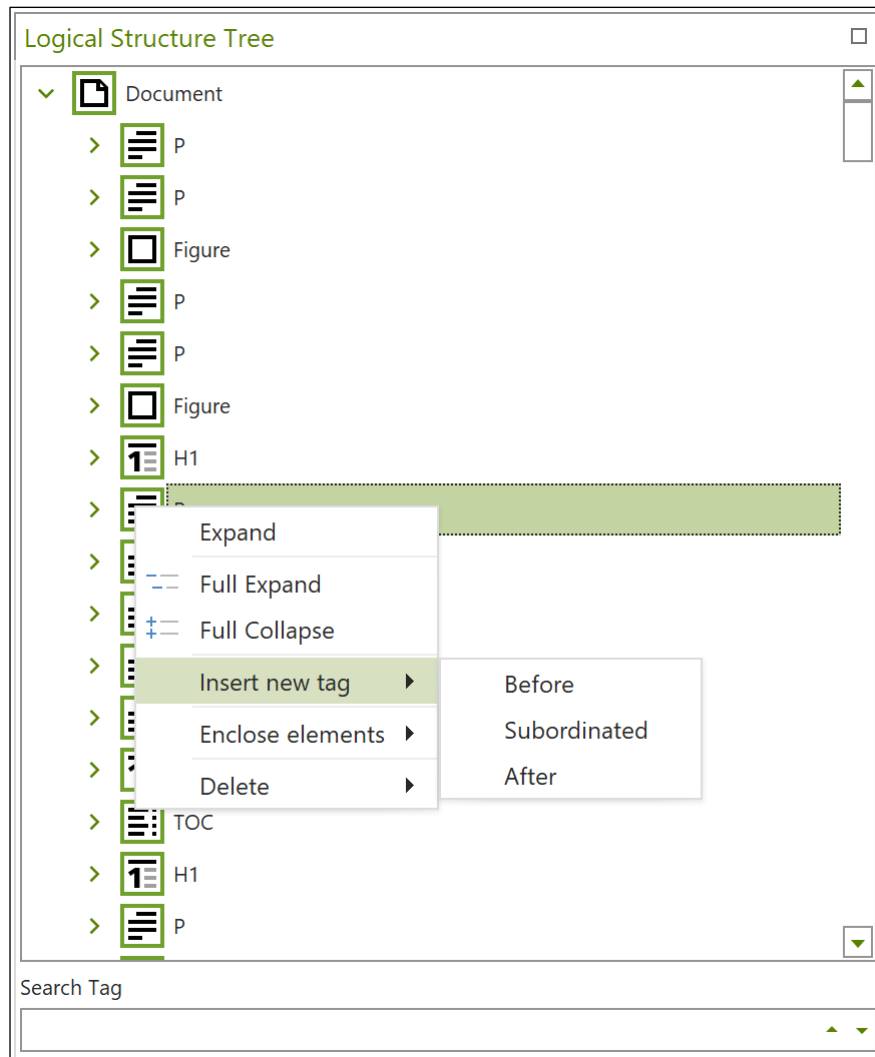 Logical Structure Tree
Document
P
P
Figure
P
P
Figure
H1
Expand
Full Expand
Full Collapse
Insert new tag
Before
Subordinated
Enclose elements
After
Delete
TOC
H1
P
Search Tag